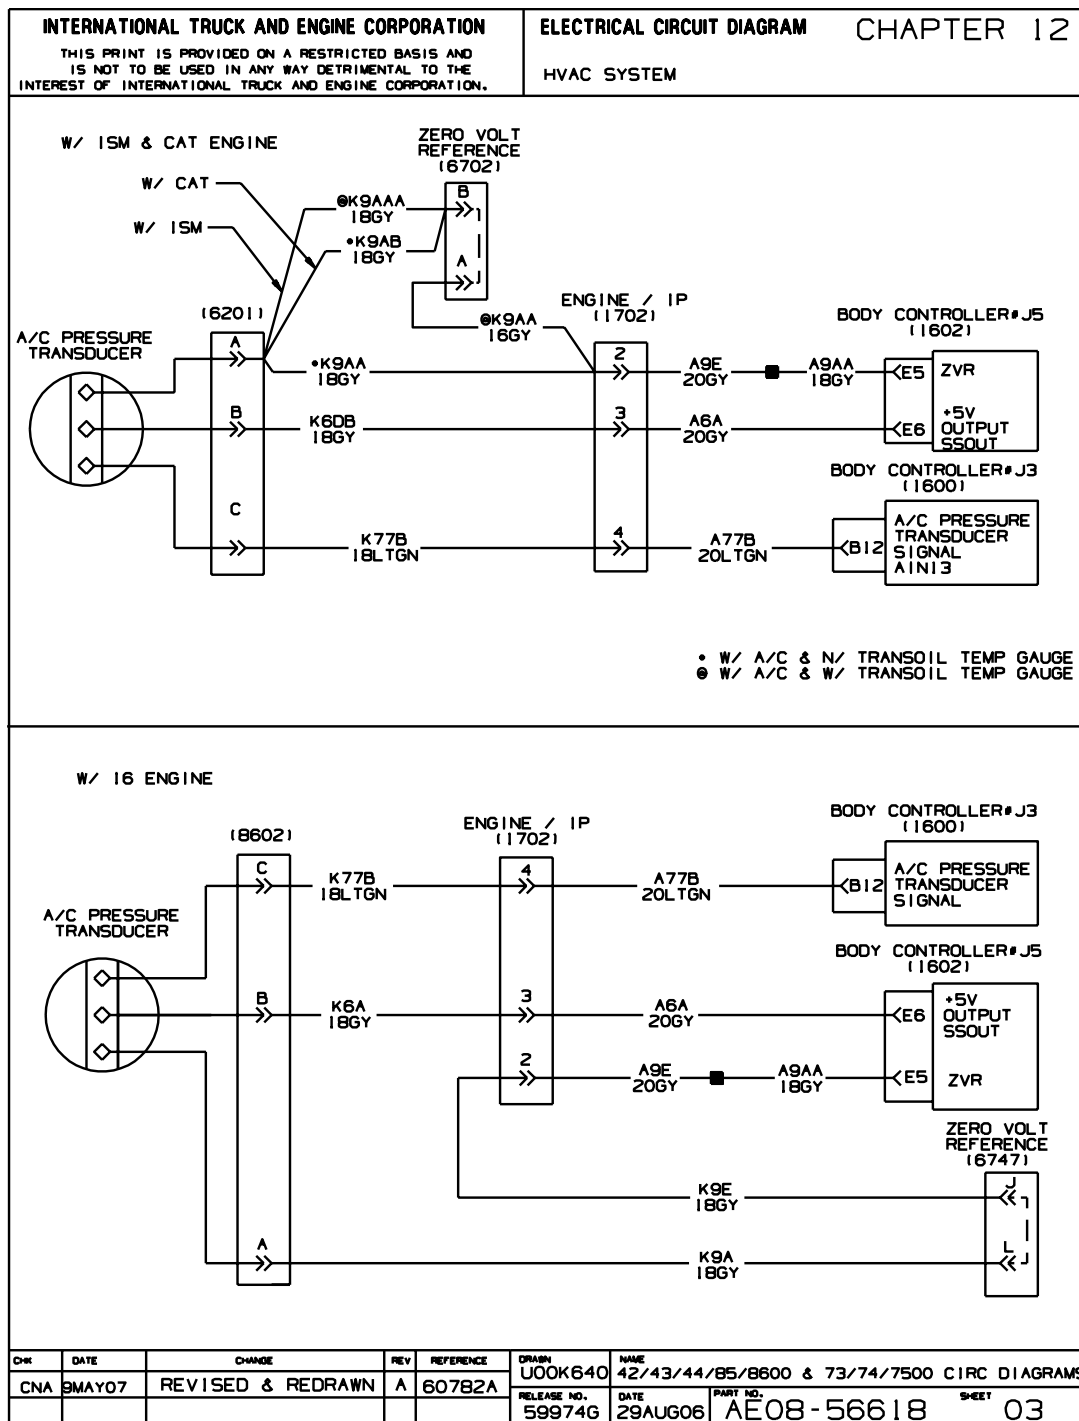 INTERNATIONAL TRUCK AND ENGINE CORPORATION
THIS PRINT IS PROVIDED ON A RESTRICTED BASIS AND
IS NOT TO BE USED IN ANY WAY DETRIMENTAL TO THE
INTEREST OF INTERNATIONAL TRUCK AND ENGINE CORPORATION.
ELECTRICAL CIRCUIT DIAGRAM
CHAPTER 12
HVAC SYSTEM
W/ ISM & CAT ENGINE
W/ CAT
W/ ISM
ZERO VOLT
REFERENCE
(6702)
B
A
@K9AAA
18GY
•K9AB
18GY
@K9AA
16GY
(6201)
A
B
C
A/C PRESSURE
TRANSDUCER
•K9AA
18GY
K6DB
18GY
K77B
18LTGN
ENGINE / IP
(1702)
2
3
4
A9E
20GY
A9AA
18GY
A6A
20GY
A77B
20LTGN
BODY CONTROLLER#J5
(1602)
E5
ZVR
E6
+5V
OUTPUT
SSOUT
BODY CONTROLLER#J3
(1600)
B12
A/C PRESSURE
TRANSDUCER
SIGNAL
AIN13
• W/ A/C & N/ TRANSOIL TEMP GAUGE
@ W/ A/C & W/ TRANSOIL TEMP GAUGE
W/ I6 ENGINE
(8602)
C
B
A
A/C PRESSURE
TRANSDUCER
K77B
18LTGN
K6A
18GY
ENGINE / IP
(1702)
4
3
2
A77B
20LTGN
A6A
20GY
A9E
20GY
A9AA
18GY
BODY CONTROLLER#J3
(1600)
B12
A/C PRESSURE
TRANSDUCER
SIGNAL
BODY CONTROLLER#J5
(1602)
E6
+5V
OUTPUT
SSOUT
E5
ZVR
ZERO VOLT
REFERENCE
(6747)
J
L
K9E
18GY
K9A
18GY
CHK DATE CHANGE REV REFERENCE
CNA 9MAY07 REVISED & REDRAWN A 60782A
DRAWN
U00K640
NAME
42/43/44/85/8600 & 73/74/7500 CIRC DIAGRAMS
RELEASE NO.
59974G
DATE
29AUG06
PART NO.
AE08-56618
SHEET
03